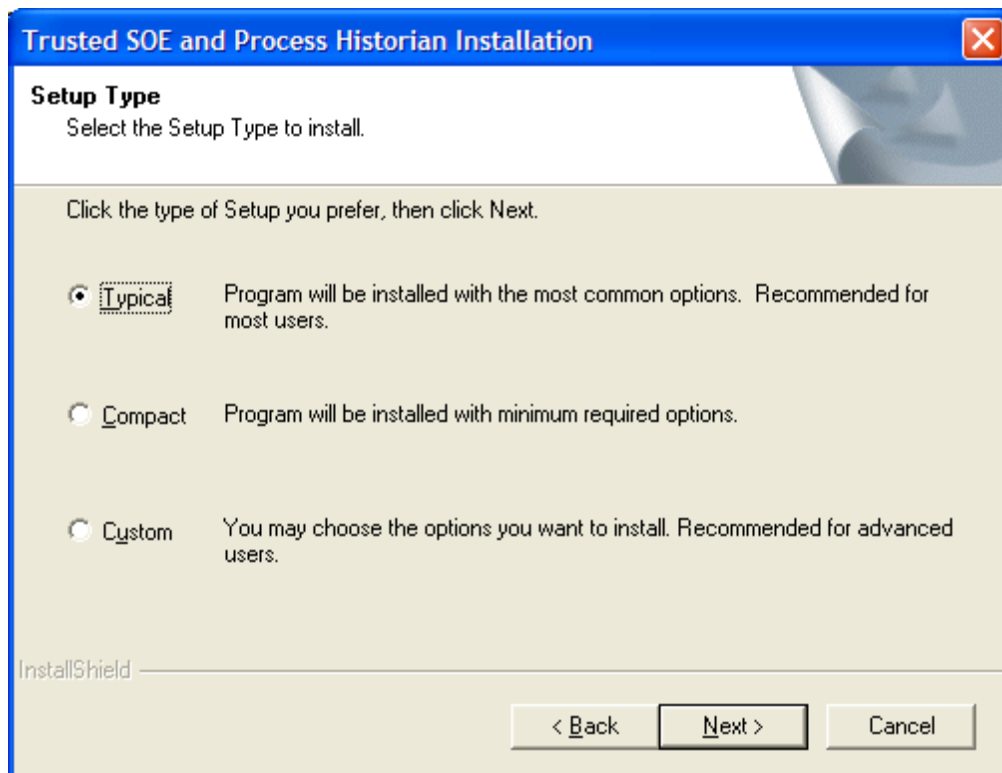 Trusted SOE and Process Historian Installation
Setup Type
Select the Setup Type to install.
Click the type of Setup you prefer, then click Next.
Typical
Program will be installed with the most common options.  Recommended for
most users.
Compact
Program will be installed with minimum required options.
Custom
You may choose the options you want to install. Recommended for advanced
users.
InstallShield
< Back
Next >
Cancel